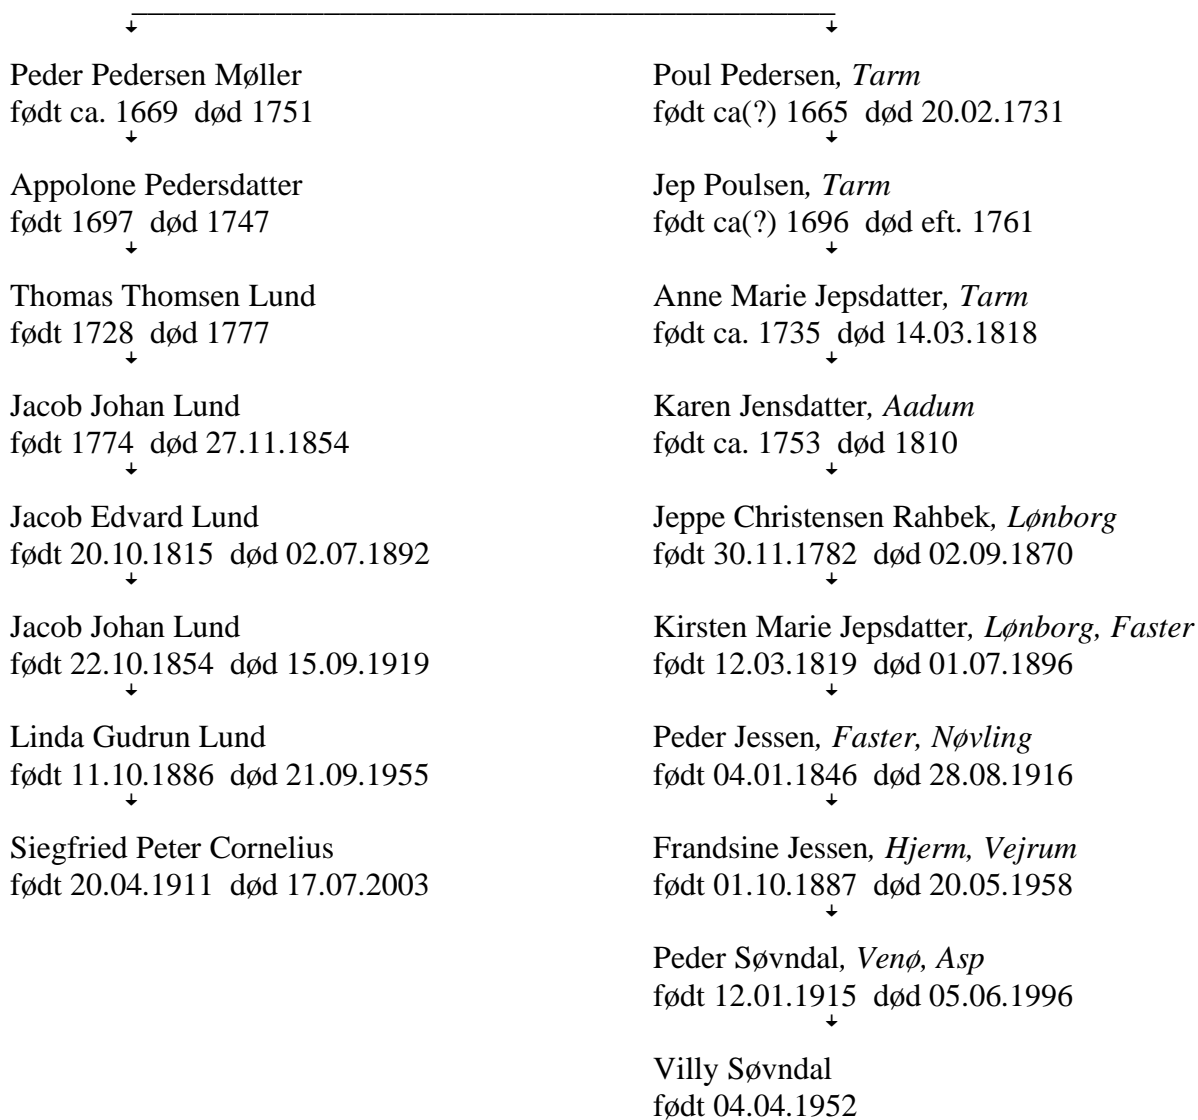 Peder Pedersen Møller
født ca. 1669 død 1751
Appolone Pedersdatter
født 1697 død 1747
Thomas Thomsen Lund
født 1728 død 1777
Jacob Johan Lund
født 1774 død 27.11.1854
Jacob Edvard Lund
født 20.10.1815 død 02.07.1892
Jacob Johan Lund
født 22.10.1854 død 15.09.1919
Linda Gudrun Lund
født 11.10.1886 død 21.09.1955
Siegfried Peter Cornelius
født 20.04.1911 død 17.07.2003
Poul Pedersen, Tarm
født ca(?) 1665 død 20.02.1731
Jep Poulsen, Tarm
født ca(?) 1696 død eft. 1761
Anne Marie Jepsdatter, Tarm
født ca. 1735 død 14.03.1818
Karen Jensdatter, Aadum
født ca. 1753 død 1810
Jeppe Christensen Rahbek, Lønborg
født 30.11.1782 død 02.09.1870
Kirsten Marie Jepsdatter, Lønborg, Faster
født 12.03.1819 død 01.07.1896
Peder Jessen, Faster, Nøvling
født 04.01.1846 død 28.08.1916
Frandsine Jessen, Hjerm, Vejrum
født 01.10.1887 død 20.05.1958
Peder Søvndal, Venø, Asp
født 12.01.1915 død 05.06.1996
Villy Søvndal
født 04.04.1952